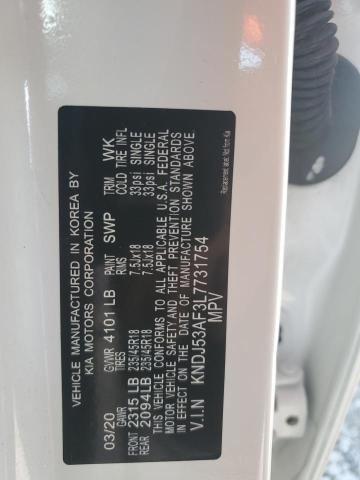 VEHICLE MANUFACTURED IN KOREA BY
KIA MOTORS CORPORATION
03/20 GVWR 4101 LB SWP TRIM WK
GAWR TIRES RIMS COLD TIRE INFL
FRONT 2315 LB 235/45R18 7.5JX18 33psi SINGLE
REAR 2094 LB 235/45R18 7.5JX18 33psi SINGLE
CONFORMS TO ALL APPLICABLE U.S.A. FEDERAL
MOTOR VEHICLE SAFETY AND THEFT PREVENTION STANDARDS
IN EFFECT ON THE DATE OF MANUFACTURE SHOWN ABOVE.
V.I.N KNDJ53AF3L7731754
MPV